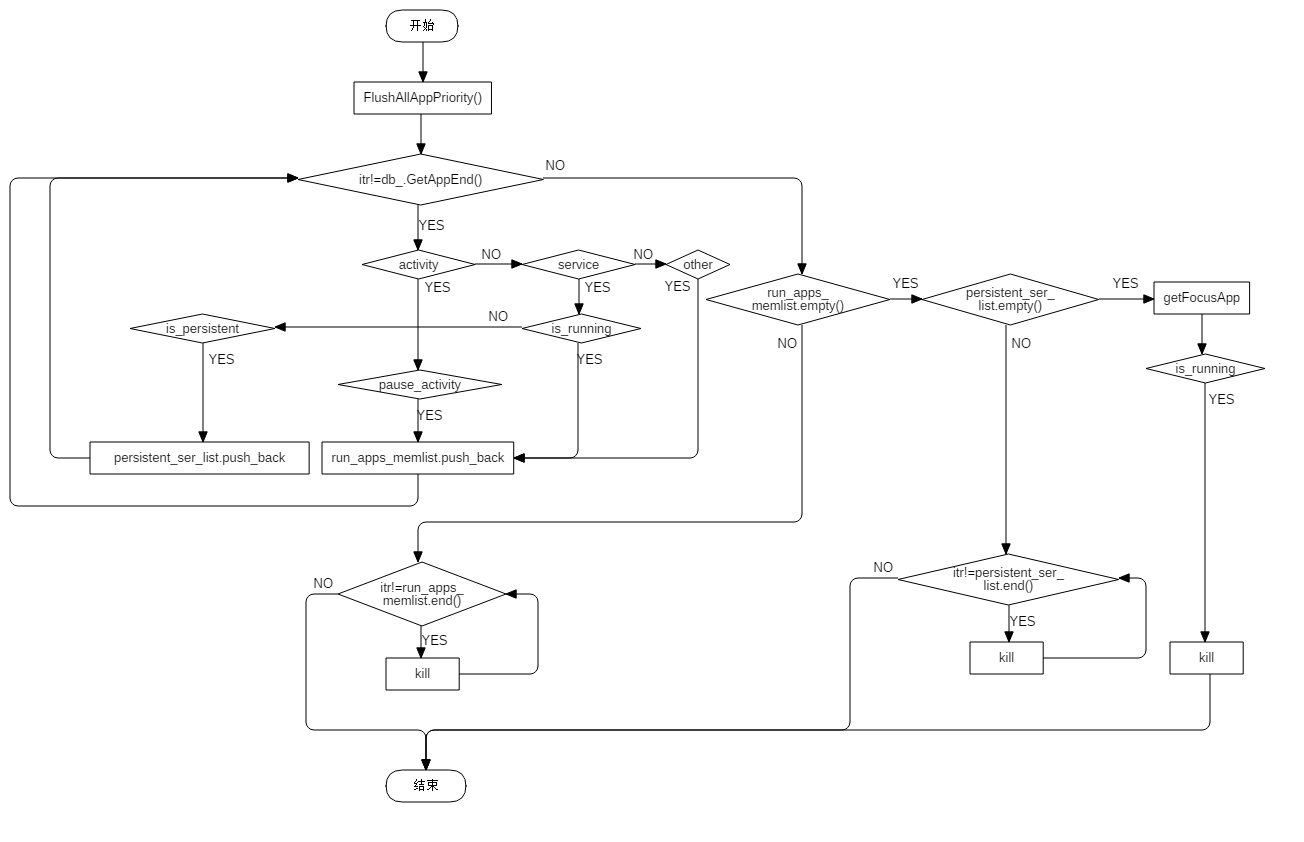 开始
FlushAllAppPriority()
itr!=db_.GetAppEnd()
NO
YES
activity
NO
service
NO
other
YES
YES
YES
run_apps_
memlist.empty()
YES
persistent_ser_
list.empty()
YES
getFocusApp
is_persistent
NO
is_running
YES
YES
NO
NO
is_running
YES
pause_activity
YES
persistent_ser_list.push_back
run_apps_memlist.push_back
NO
itr!=run_apps_
memlist.end()
YES
kill
NO
itr!=persistent_ser_
list.end()
YES
kill
kill
结束